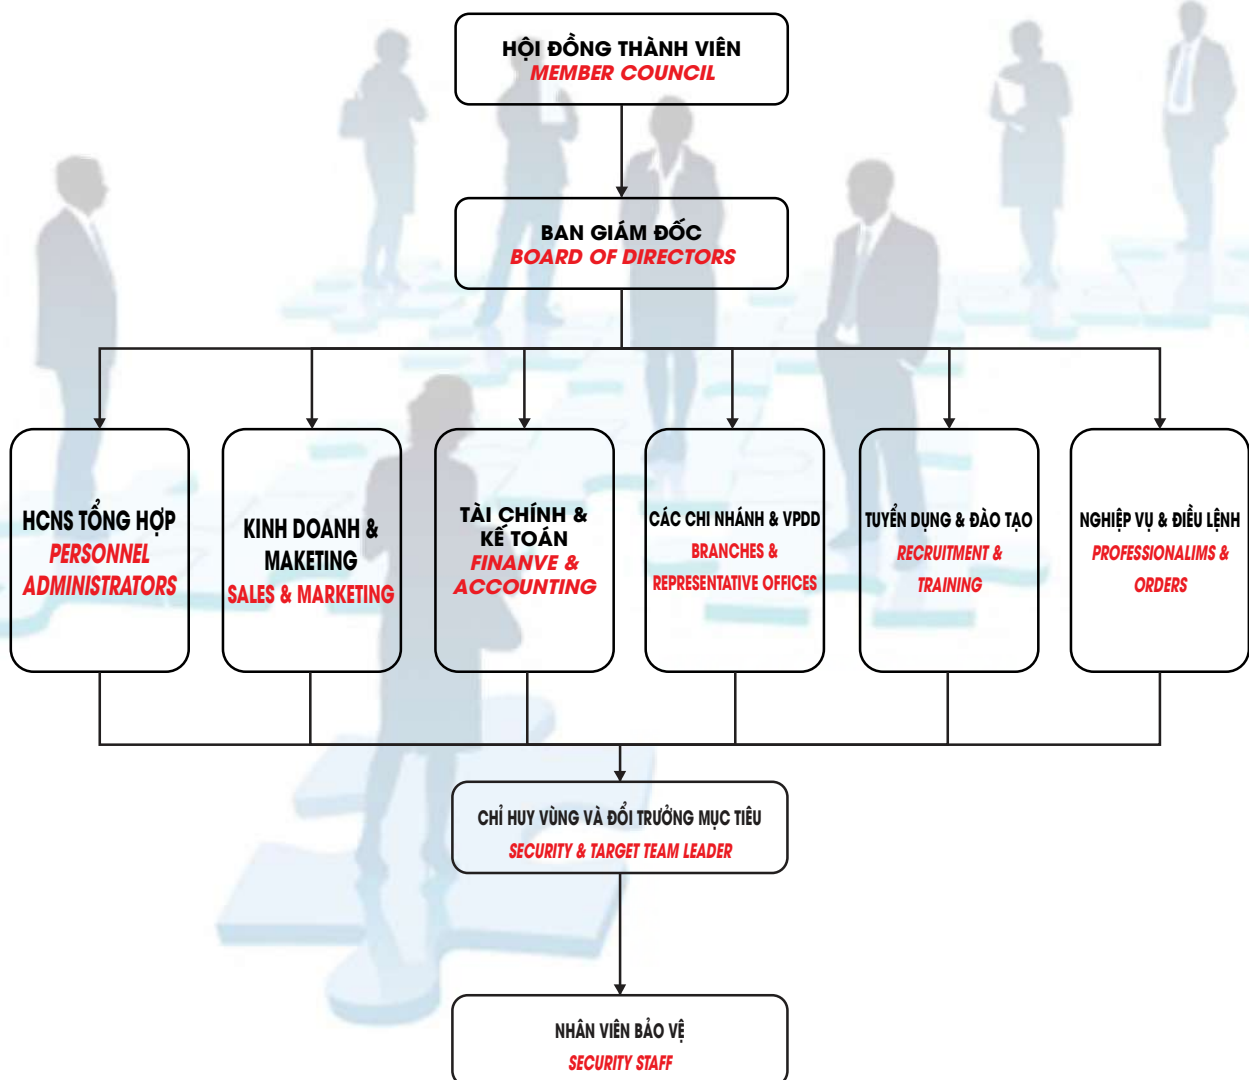 HỘI ĐỒNG THÀNH VIÊN
MEMBER COUNCIL
BAN GIÁM ĐỐC
BOARD OF DIRECTORS
HCNS TỔNG HỢP
PERSONNEL
ADMINISTRATORS
KINH DOANH &
MAKETING
SALES & MARKETING
TÀI CHÍNH &
KẾ TOÁN
FINANVE &
ACCOUNTING
CÁC CHI NHÁNH & VPDD
BRANCHES &
REPRESENTATIVE OFFICES
TUYỂN DỤNG & ĐÀO TẠO
RECRUITMENT &
TRAINING
NGHIỆP VỤ & ĐIỀU LỆNH
PROFESSIONALIMS &
ORDERS
CHỈ HUY VÙNG VÀ ĐỔI TRƯỞNG MỤC TIÊU
SECURITY & TARGET TEAM LEADER
NHÂN VIÊN BẢO VỆ
SECURITY STAFF